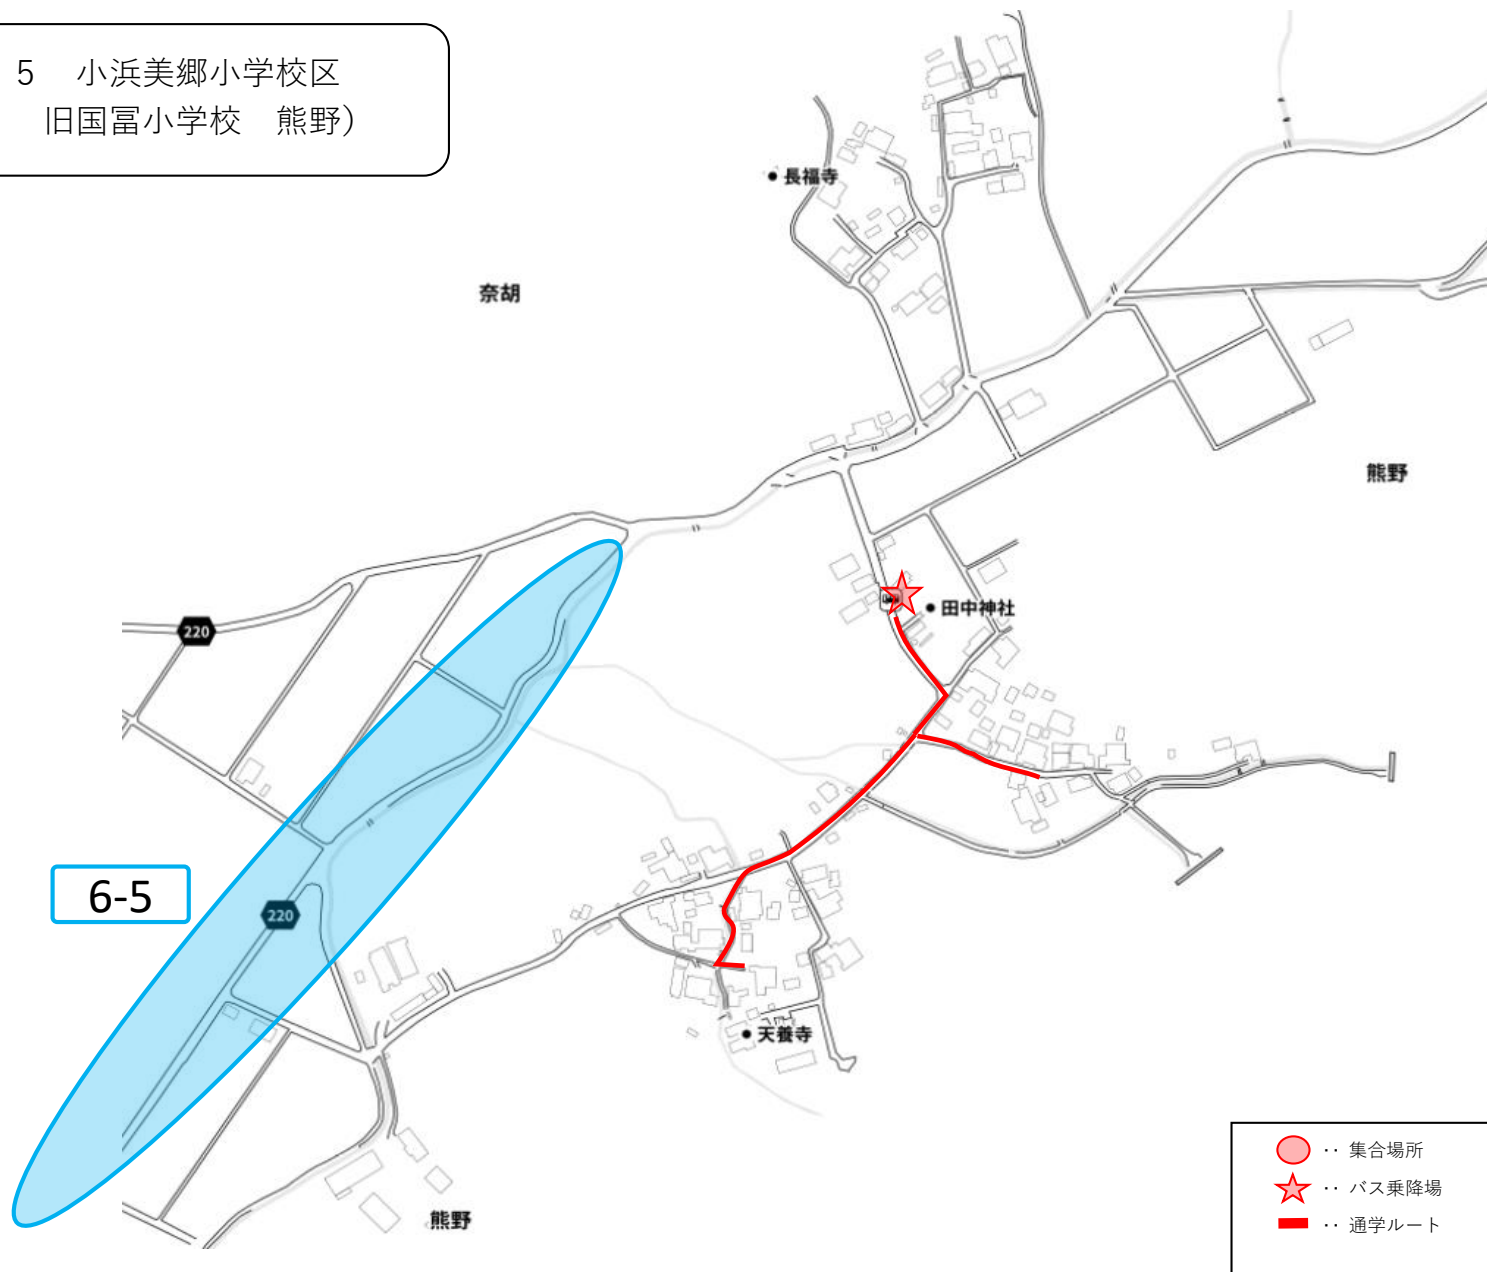 5 小浜美郷小学校区
旧国冨小学校 熊野）
長福寺
奈胡
熊野
220
田中神社
6-5
220
天養寺
熊野
‥ 集合場所
‥ バス乗降場
‥ 通学ルート